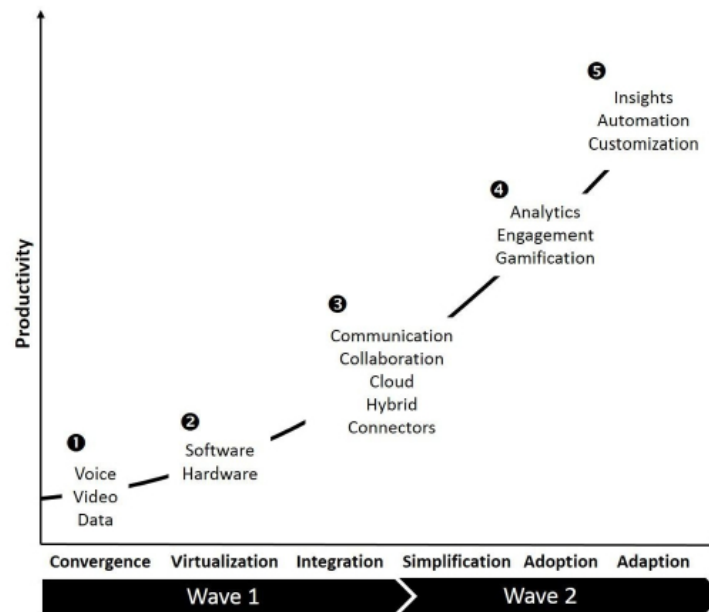 ❺
Insights
Automation
Customization
❹
Analytics
Engagement
Gamification
❸
Communication
Collaboration
Cloud
Hybrid
Connectors
❷
Software
Hardware
❶
Voice
Video
Data
Productivity
Convergence Virtualization Integration Simplification Adoption Adaption
Wave 1 Wave 2